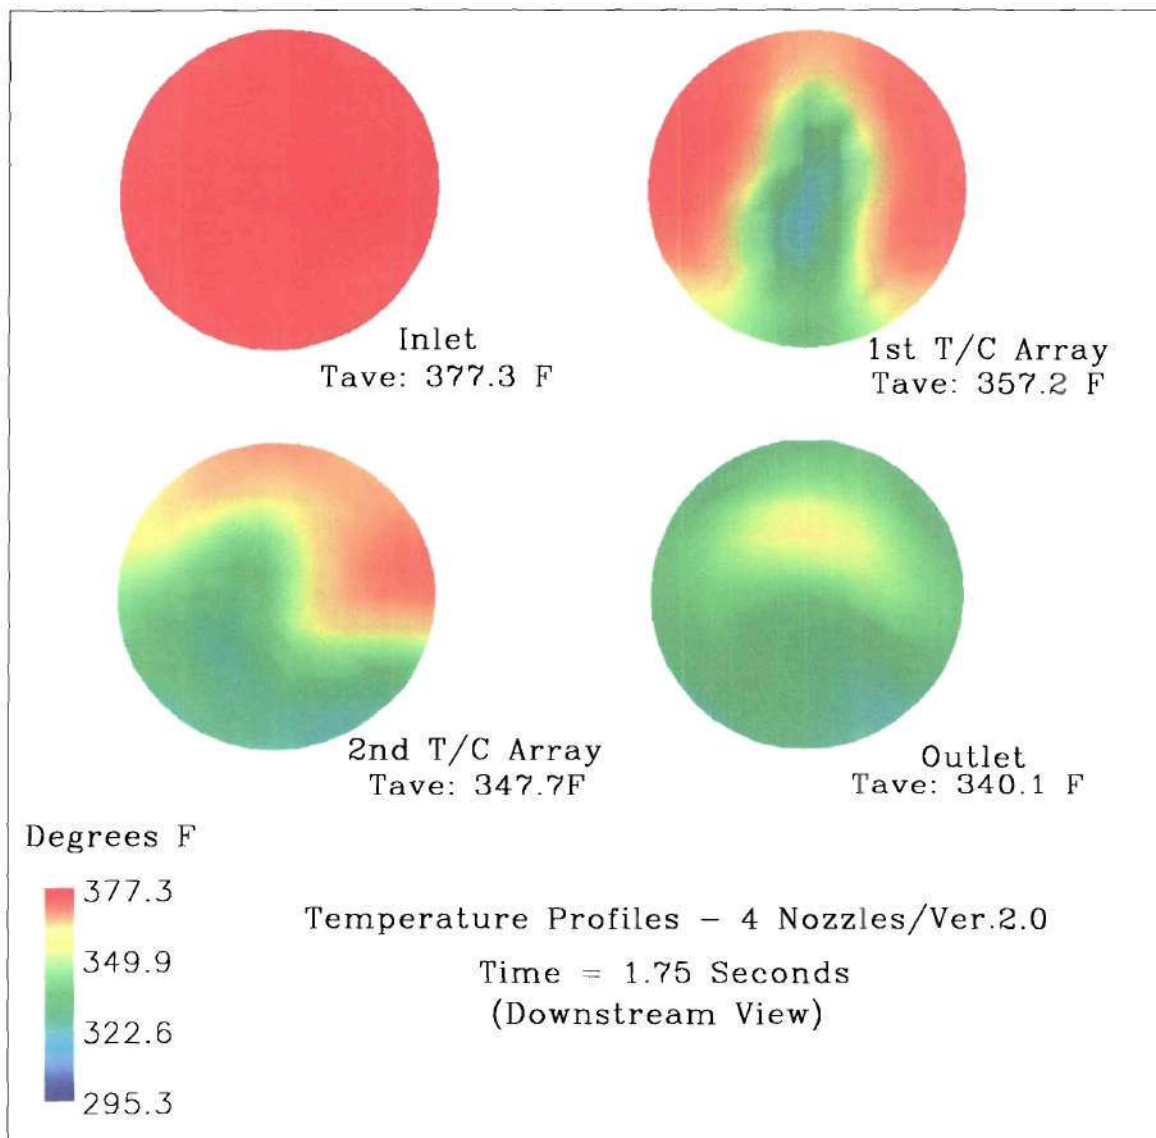 Inlet
Tave: 377.3 F
1st T/C Array
Tave: 357.2 F
2nd T/C Array
Tave: 347.7F
Outlet
Tave: 340.1 F
Degrees F
377.3
349.9
322.6
295.3
Temperature Profiles - 4 Nozzles/Ver.2.0
Time = 1.75 Seconds
(Downstream View)